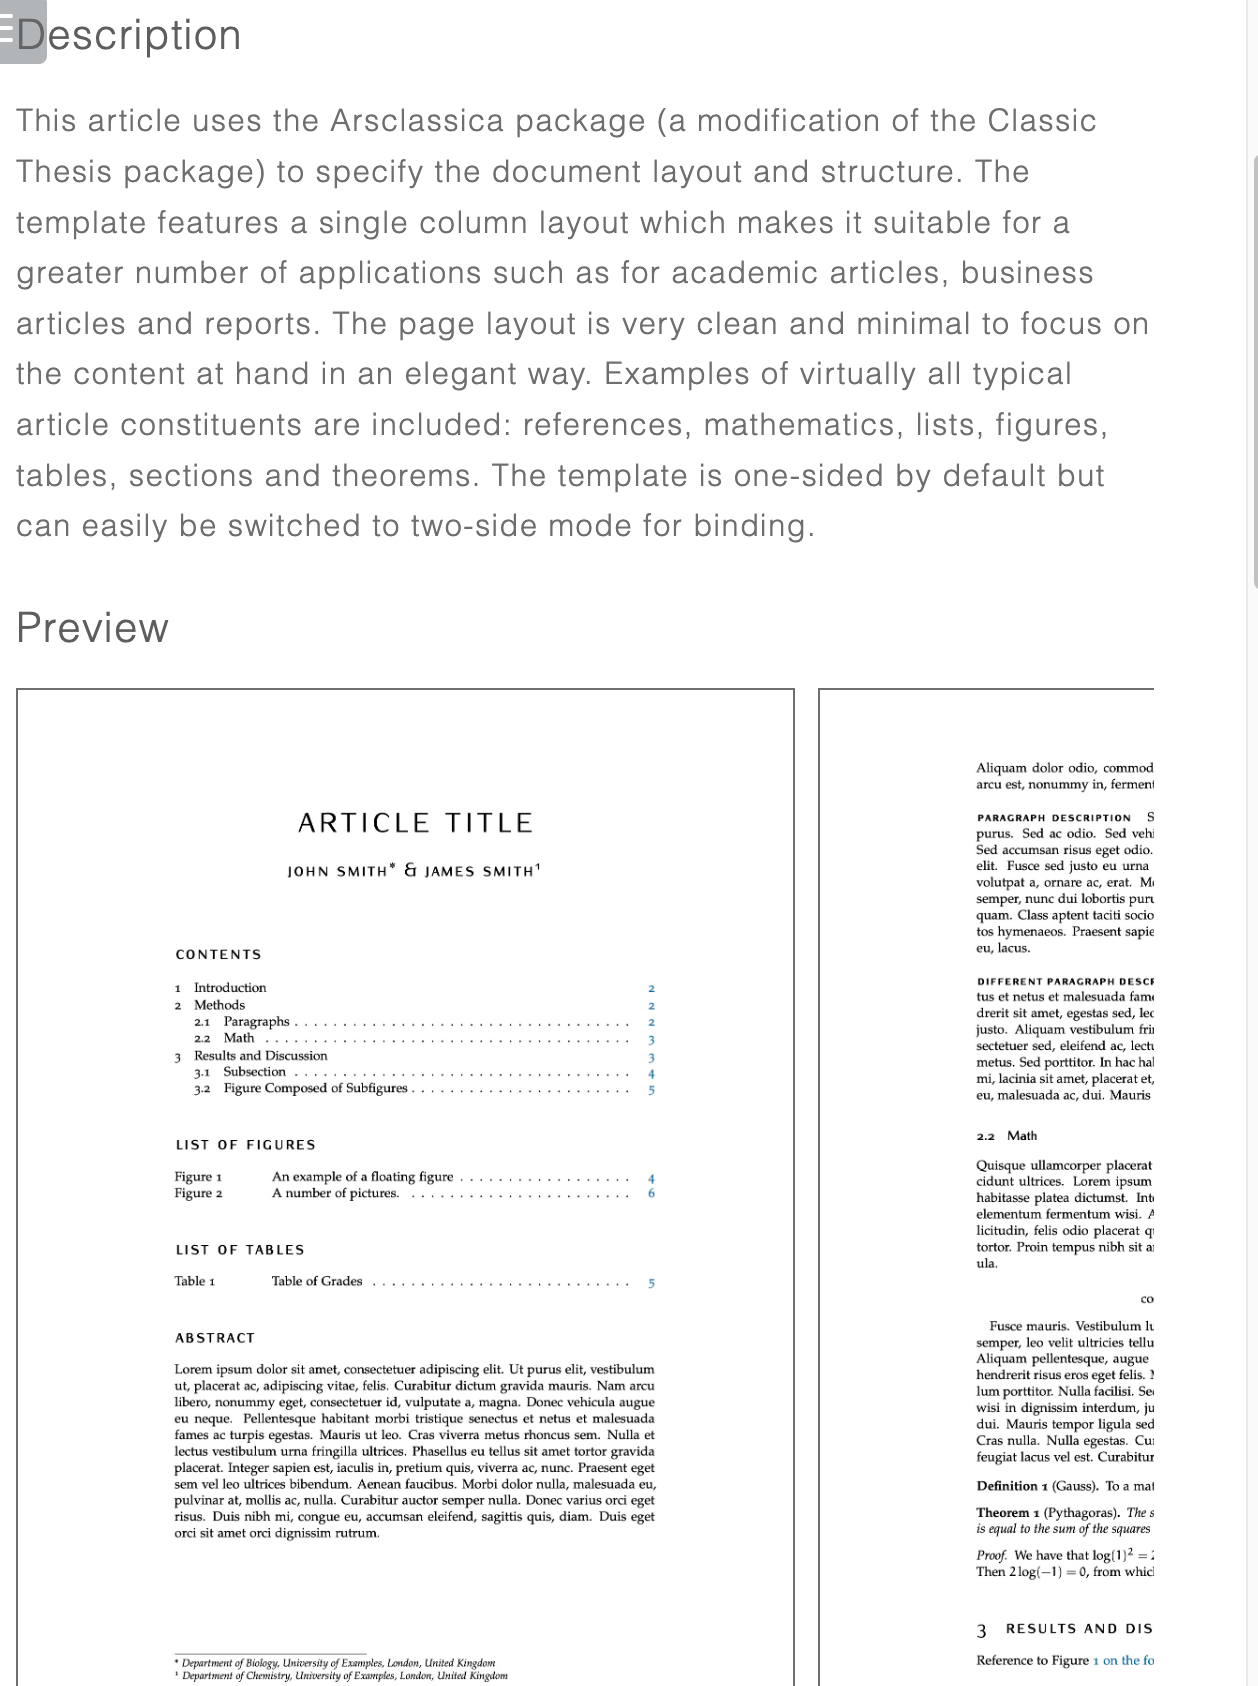 Description
This article uses the Arsclassica package (a modification of the Classic
Thesis package) to specify the document layout and structure. The
template features a single column layout which makes it suitable for a
greater number of applications such as for academic articles, business
articles and reports. The page layout is very clean and minimal to focus on
the content at hand in an elegant way. Examples of virtually all typical
article constituents are included: references, mathematics, lists, figures,
tables, sections and theorems. The template is one-sided by default but
can easily be switched to two-side mode for binding.
Preview
ARTICLE TITLE
JOHN SMITH* & JAMES SMITH¹
CONTENTS
1 Introduction 2
2 Methods 2
2.1 Paragraphs . . . . . . . . . . . . . . . . . . . . . . . . . . . . . . . . . . . 2
2.2 Math . . . . . . . . . . . . . . . . . . . . . . . . . . . . . . . . . . . . . . 3
3 Results and Discussion 3
3.1 Subsection . . . . . . . . . . . . . . . . . . . . . . . . . . . . . . . . . . . 4
3.2 Figure Composed of Subfigures . . . . . . . . . . . . . . . . . . . . . . . 5
LIST OF FIGURES
Figure 1 An example of a floating figure . . . . . . . . . . . . . . . . . . 4
Figure 2 A number of pictures. . . . . . . . . . . . . . . . . . . . . . . . 6
LIST OF TABLES
Table 1 Table of Grades . . . . . . . . . . . . . . . . . . . . . . . . . . . 5
ABSTRACT
Lorem ipsum dolor sit amet, consectetuer adipiscing elit. Ut purus elit, vestibulum
ut, placerat ac, adipiscing vitae, felis. Curabitur dictum gravida mauris. Nam arcu
libero, nonummy eget, consectetuer id, vulputate a, magna. Donec vehicula augue
eu neque. Pellentesque habitant morbi tristique senectus et netus et malesuada
fames ac turpis egestas. Mauris ut leo. Cras viverra metus rhoncus sem. Nulla et
lectus vestibulum urna fringilla ultrices. Phasellus eu tellus sit amet tortor gravida
placerat. Integer sapien est, iaculis in, pretium quis, viverra ac, nunc. Praesent eget
sem vel leo ultrices bibendum. Aenean faucibus. Morbi dolor nulla, malesuada eu,
pulvinar at, mollis ac, nulla. Curabitur auctor semper nulla. Donec varius orci eget
risus. Duis nibh mi, congue eu, accumsan eleifend, sagittis quis, diam. Duis eget
orci sit amet orci dignissim rutrum.
* Department of Biology, University of Examples, London, United Kingdom
¹ Department of Chemistry, University of Examples, London, United Kingdom
Aliquam dolor odio, commod
arcu est, nonummy in, ferment
PARAGRAPH DESCRIPTION S
purus. Sed ac odio. Sed vehi
Sed accumsan risus eget odio.
elit. Fusce sed justo eu urna
volutpat a, ornare ac, erat.
semper, nunc dui lobortis puru
quam. Class aptent taciti socio
tos hymenaeos. Praesent sapie
eu, lacus.
DIFFERENT PARAGRAPH DESCR
tus et netus et malesuada fame
drerit sit amet, egestas sed, leo
justo. Aliquam vestibulum frin
sectetuer sed, eleifend ac, lectu
metus. Sed porttitor. In hac hal
mi, lacinia sit amet, placerat et,
eu, malesuada ac, dui. Mauris
2.2 Math
Quisque ullamcorper placerat
cidunt ultrices. Lorem ipsum
habitasse platea dictumst. Inte
elementum fermentum wisi. A
licitudin, felis odio placerat q
tortor. Proin tempus nibh sit a
ula.
co
Fusce mauris. Vestibulum lu
semper, leo velit ultricies tellu
Aliquam pellentesque, augue
hendrerit risus eros eget felis.
lum porttitor. Nulla facilisi. Se
wisi in dignissim interdum, ju
dui. Mauris tempor ligula sed
Cras nulla. Nulla egestas. Cu
feugiat lacus vel est. Curabitur
Definition 1 (Gauss). To a mat
Theorem 1 (Pythagoras). The s
is equal to the sum of the squares
Proof. We have that log(1)² = 2
Then 2 log(−1) = 0, from which
3 RESULTS AND DIS
Reference to Figure 1 on the fo